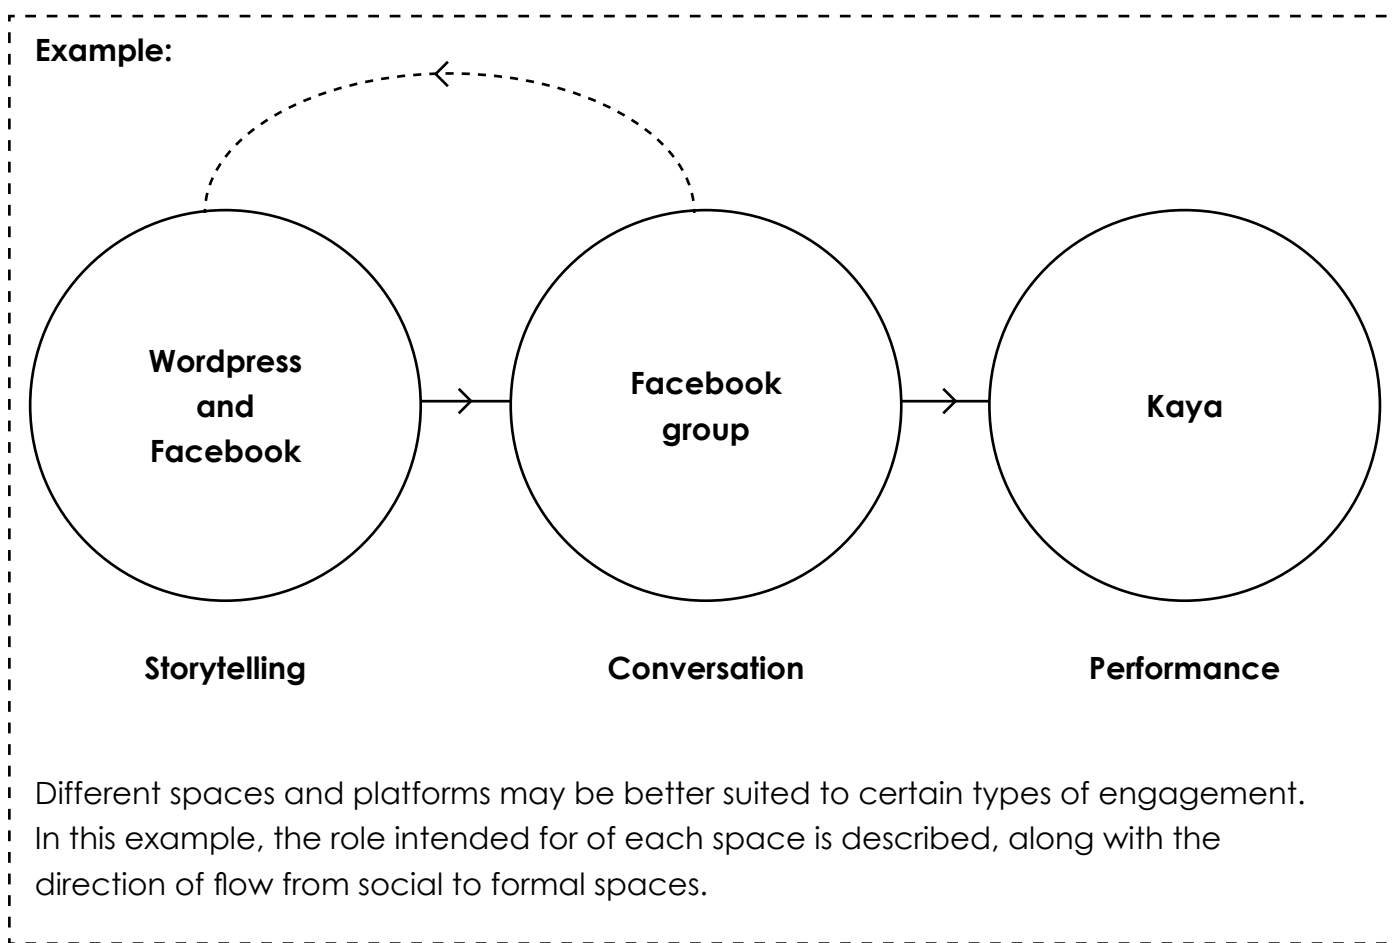 Example:
Wordpress
and
Facebook
Facebook
group
Kaya
Storytelling
Conversation
Performance
Different spaces and platforms may be better suited to certain types of engagement.
In this example, the role intended for of each space is described, along with the
direction of flow from social to formal spaces.